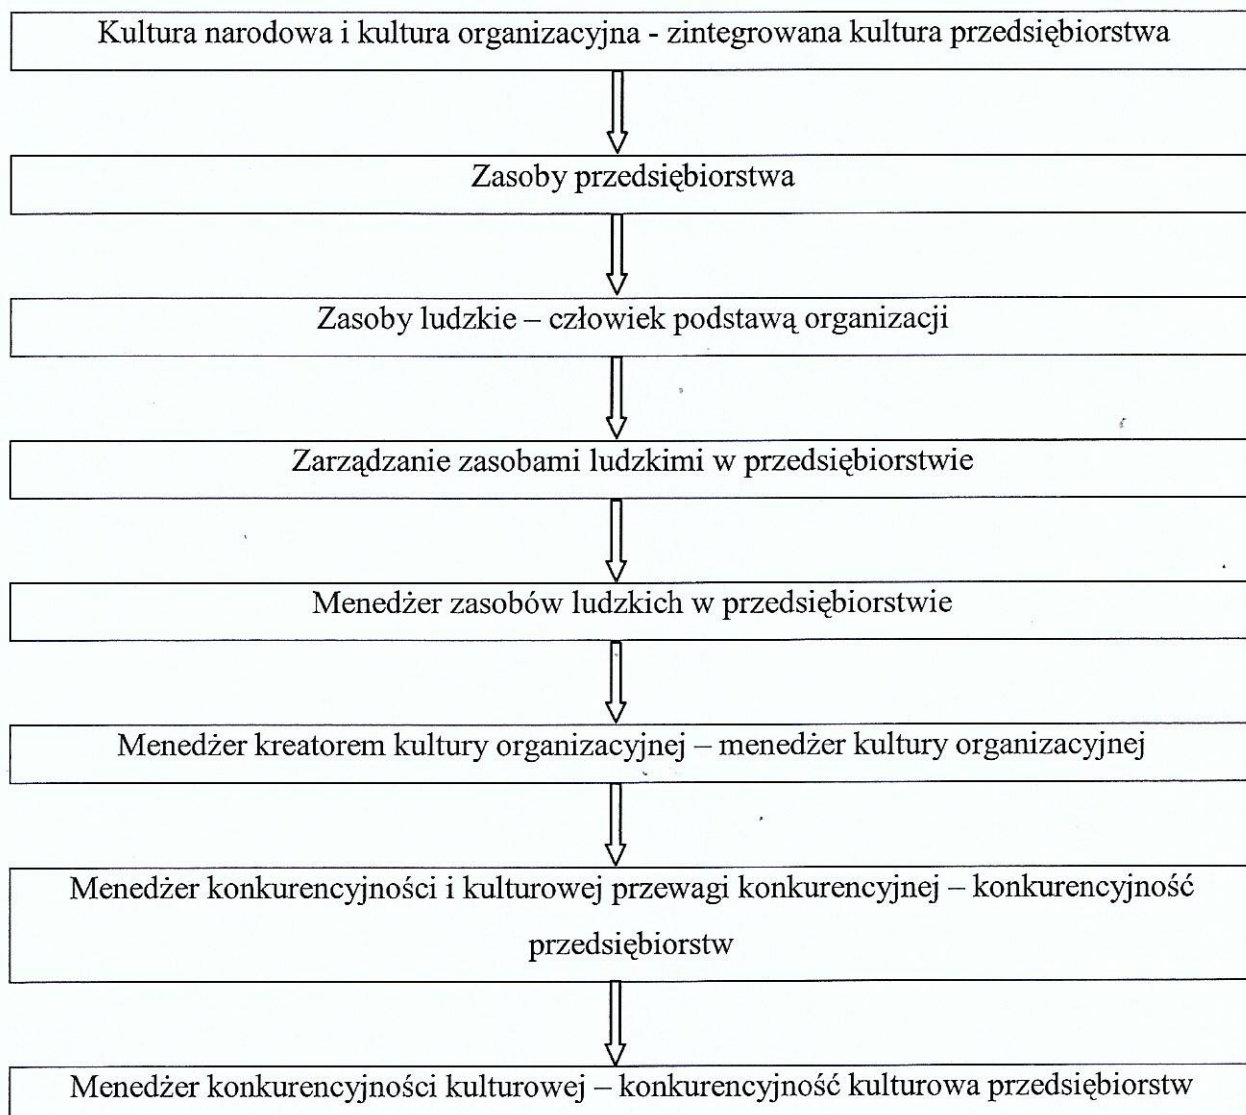 Kultura narodowa i kultura organizacyjna - zintegrowana kultura przedsiębiorstwa
Zasoby przedsiębiorstwa
Zasoby ludzkie – człowiek podstawą organizacji
Zarządzanie zasobami ludzkimi w przedsiębiorstwie
Menedżer zasobów ludzkich w przedsiębiorstwie
Menedżer kreatorem kultury organizacyjnej – menedżer kultury organizacyjnej
Menedżer konkurencyjności i kulturowej przewagi konkurencyjnej – konkurencyjność
przedsiębiorstw
Menedżer konkurencyjności kulturowej – konkurencyjność kulturowa przedsiębiorstw